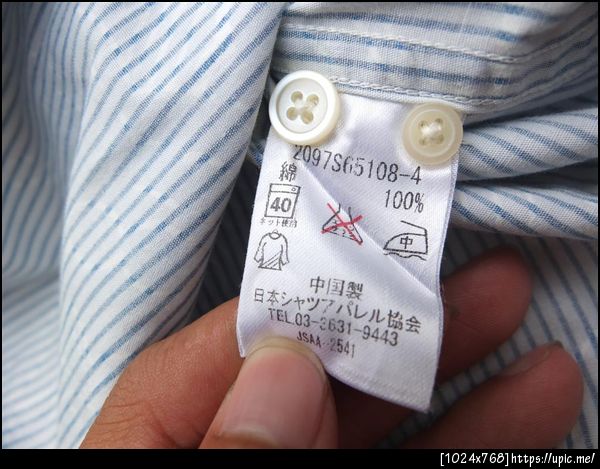 2097S65108-4
綿 100%
40
ネット使用
中
中国製
日本シャツアパレル協会
TEL.03-3631-9443
JSAA-2541
[1024x768]https://upic.me/